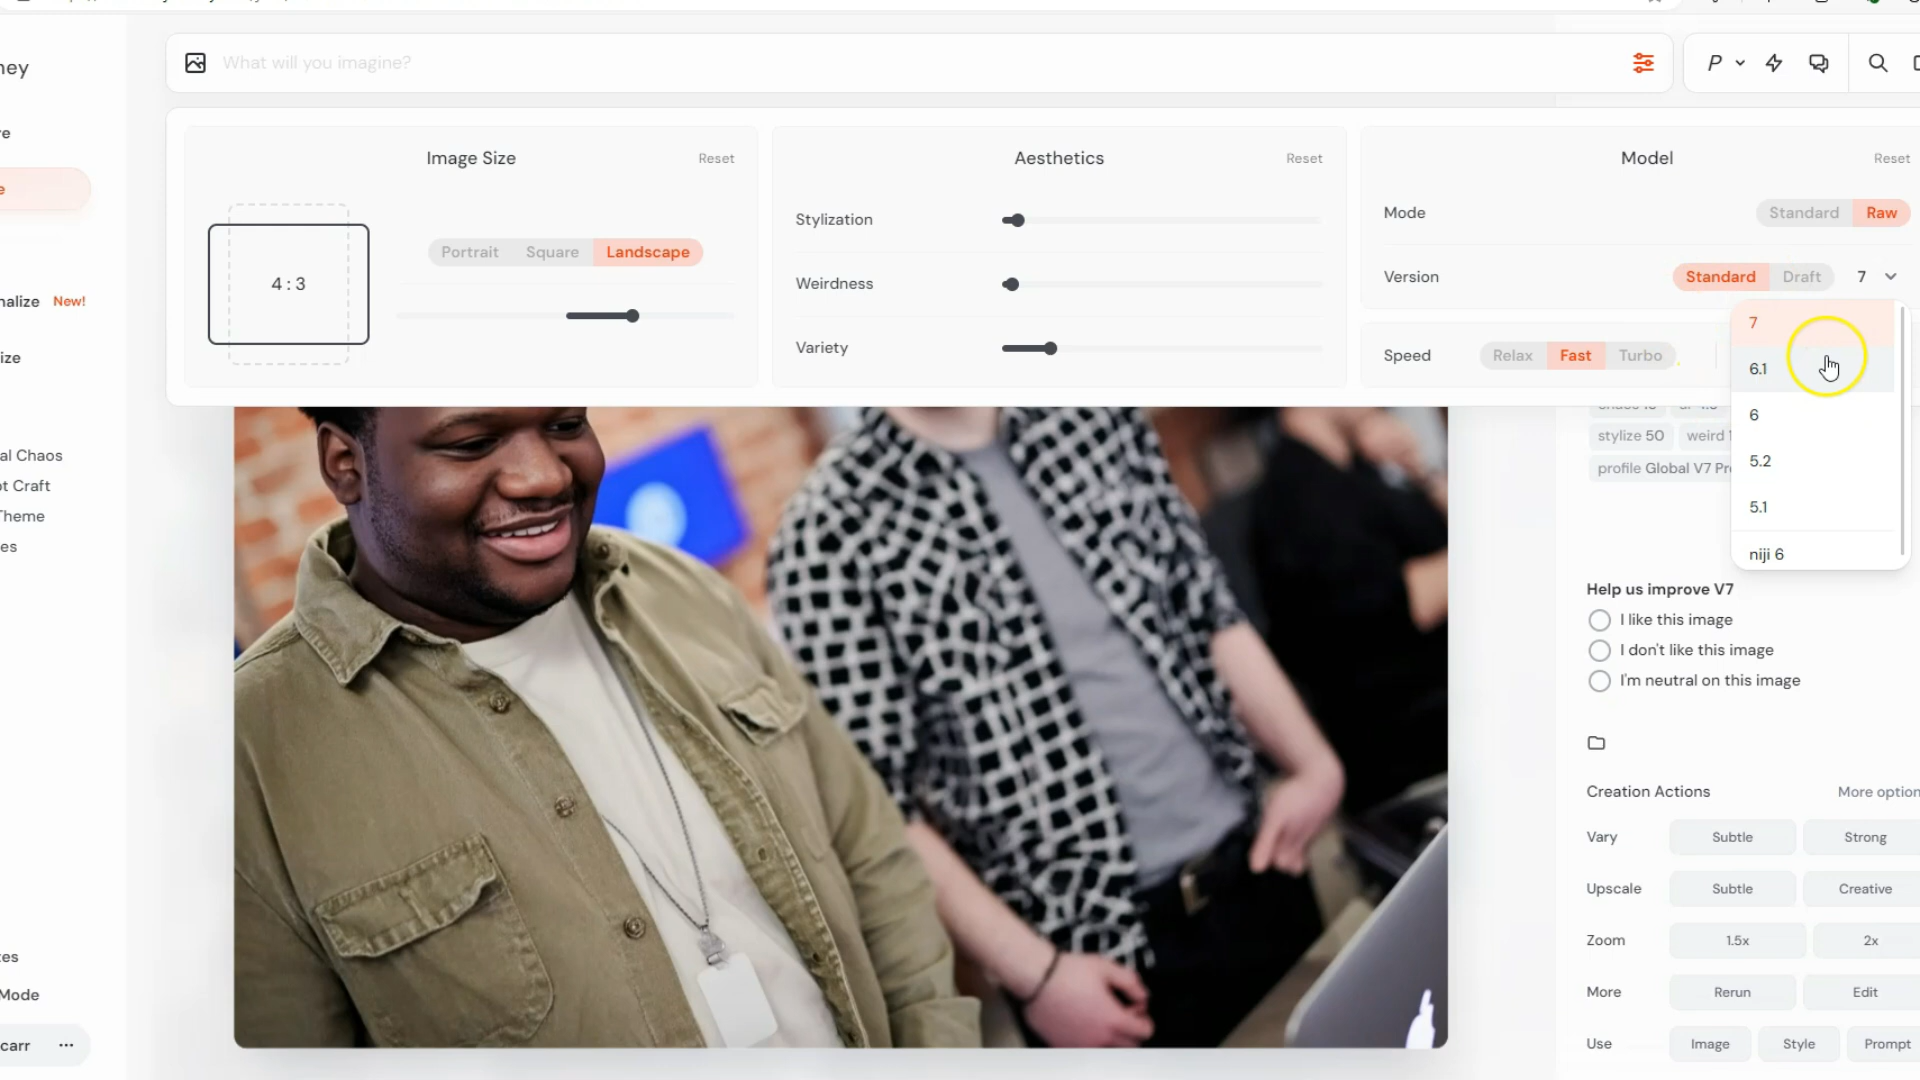 What will you imagine?
P
ney
Image Size
Reset
Aesthetics
Reset
Model
Reset
Stylization
Mode
Standard
Raw
4 : 3
Portrait
Square
Landscape
Weirdness
Version
Standard
Draft
7
Variety
Speed
Relax
Fast
Turbo
7
6.1
6
5.2
5.1
niji 6
nalize New!
ize
al Chaos
ot Craft
Theme
es
tes
Mode
carr
stylize 50
weird 1
profile Global V7 Pr
Help us improve V7
I like this image
I don't like this image
I'm neutral on this image
Creation Actions
More option
Vary
Subtle
Strong
Upscale
Subtle
Creative
Zoom
1.5x
2x
More
Rerun
Edit
Use
Image
Style
Prompt